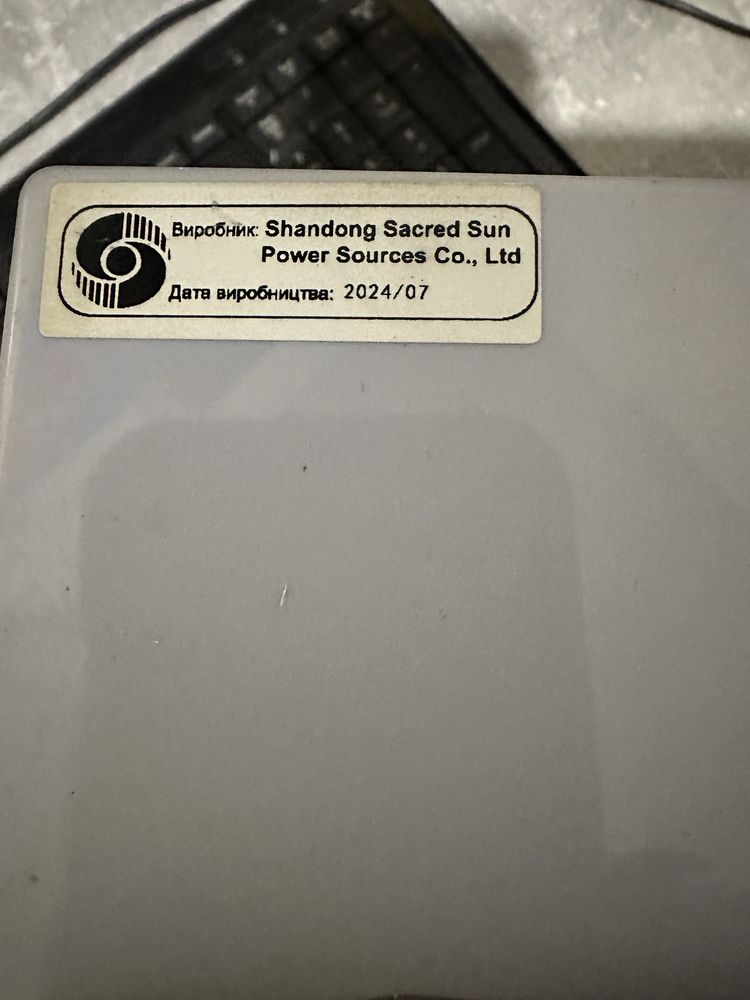 Виробник: Shandong Sacred Sun
Power Sources Co., Ltd
Дата виробництва: 2024/07